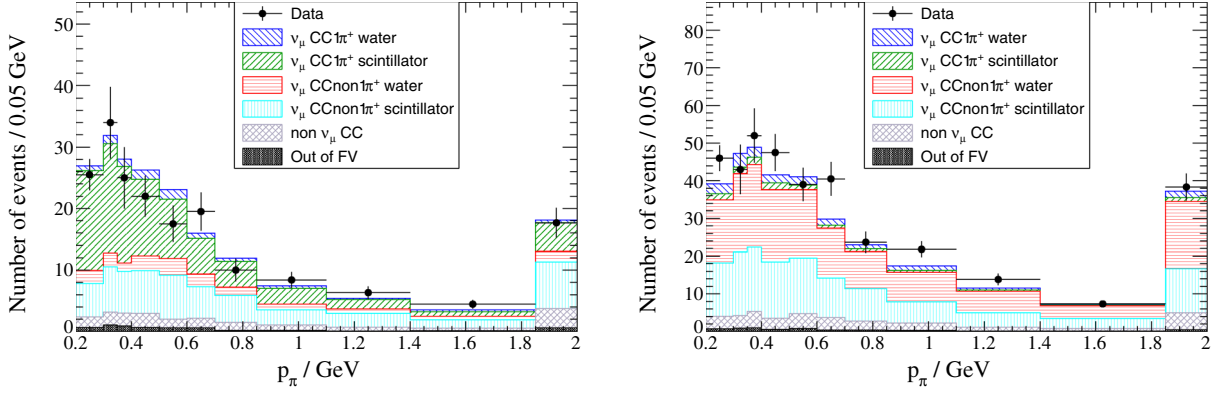 Number of events / 0.05 GeV
50
40
30
20
10
0
Data
νμ CC1π+ water
νμ CC1π+ scintillator
νμ CCnon1π+ water
νμ CCnon1π+ scintillator
non νμ CC
Out of FV
0.2 0.4 0.6 0.8 1 1.2 1.4 1.6 1.8 2
pπ / GeV
Number of events / 0.05 GeV
80
70
60
50
40
30
20
10
0
Data
νμ CC1π+ water
νμ CC1π+ scintillator
νμ CCnon1π+ water
νμ CCnon1π+ scintillator
non νμ CC
Out of FV
0.2 0.4 0.6 0.8 1 1.2 1.4 1.6 1.8 2
pπ / GeV